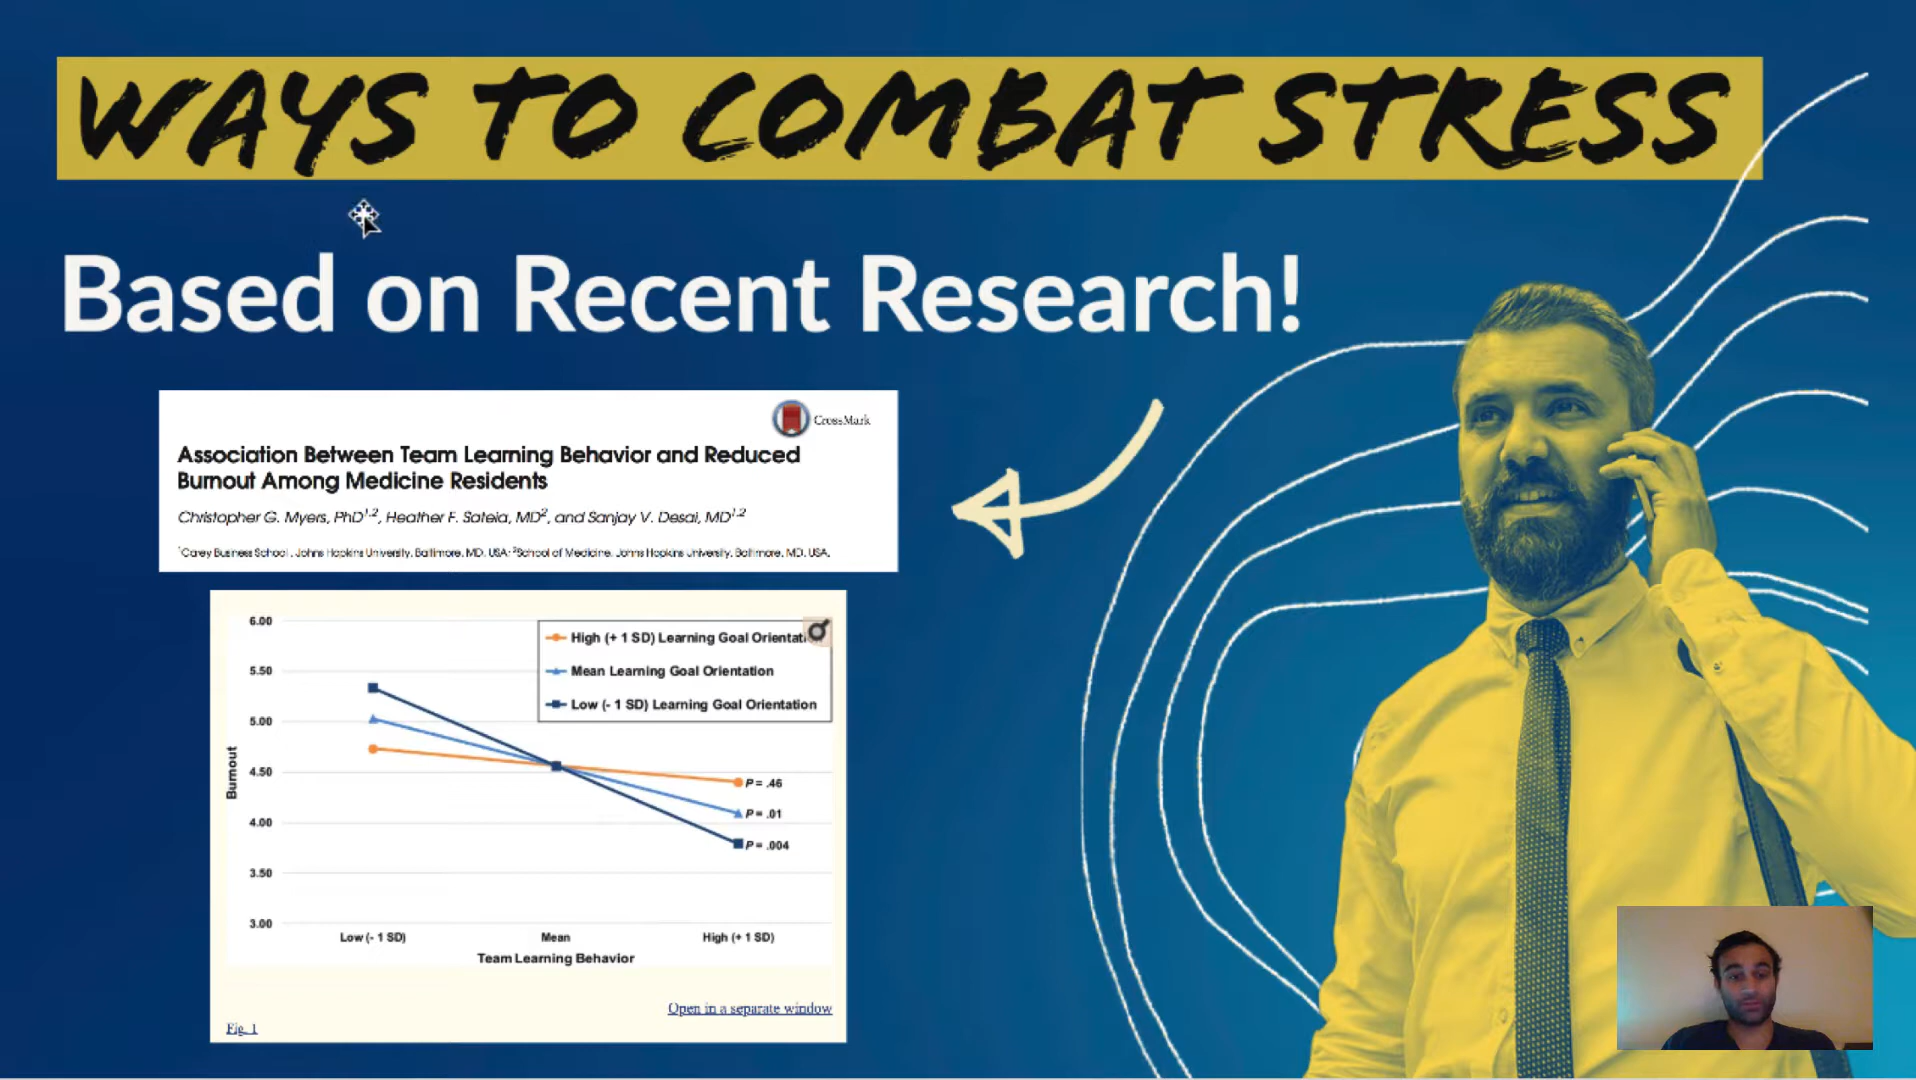 WAYS TO COMBAT STRESS
Based on Recent Research!
CrossMark
Association Between Team Learning Behavior and Reduced
Burnout Among Medicine Residents
Christopher G. Myers, PhD1,2, Heather F. Sateia, MD2, and Sanjay V. Desai, MD1,2
1Carey Business School, Johns Hopkins University, Baltimore, MD, USA; 2School of Medicine, Johns Hopkins University, Baltimore, MD, USA.
High (+ 1 SD) Learning Goal Orientati
Mean Learning Goal Orientation
Low (- 1 SD) Learning Goal Orientation
6.00
5.50
5.00
4.50
4.00
3.50
3.00
Burnout
P = .46
P = .01
P = .004
Low (- 1 SD)
Mean
High (+ 1 SD)
Team Learning Behavior
Open in a separate window
Fig. 1